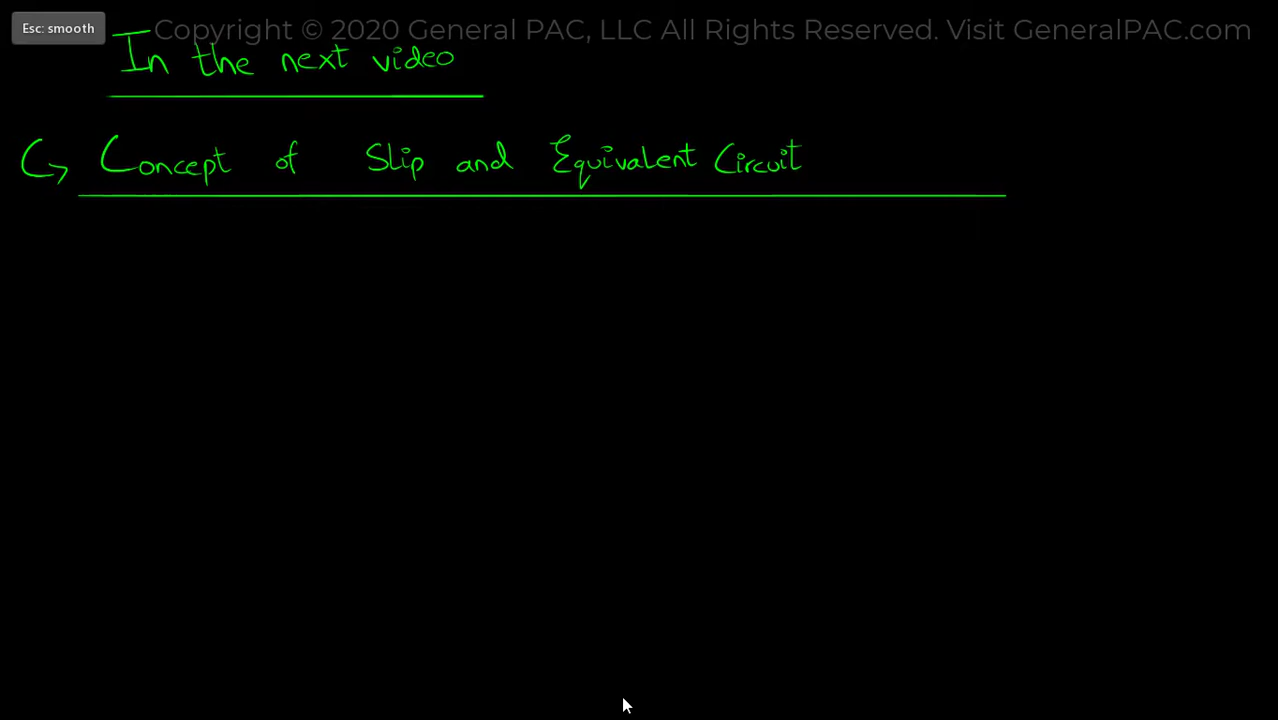 Esc: smooth
Copyright © 2020 General PAC, LLC All Rights Reserved. Visit GeneralPAC.com
In the next video
Concept of Slip and Equivalent Circuit